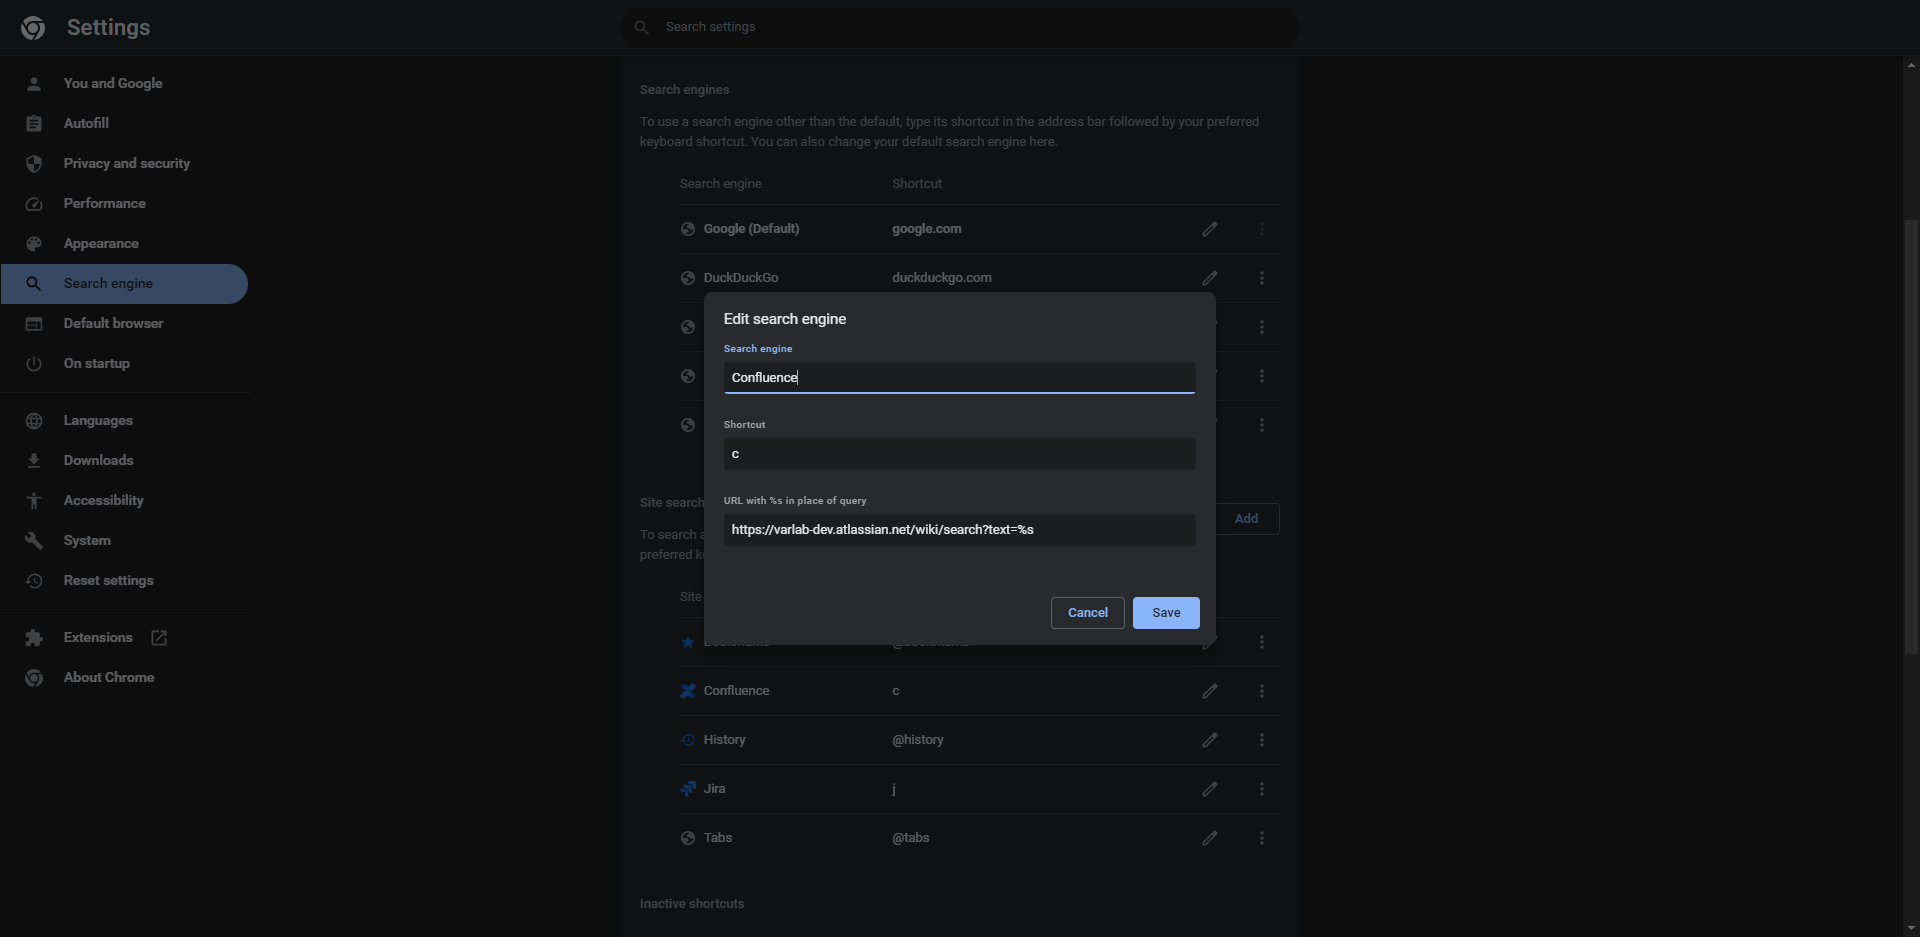 Settings
Search settings
You and Google
Autofill
Privacy and security
Performance
Appearance
Search engine
Default browser
On startup
Languages
Downloads
Accessibility
System
Reset settings
Extensions
About Chrome
Search engines
To use a search engine other than the default, type its shortcut in the address bar followed by your preferred
keyboard shortcut. You can also change your default search engine here.
Search engine Shortcut
Google (Default) google.com
DuckDuckGo duckduckgo.com
Edit search engine
Search engine
Confluence
Shortcut
c
URL with %s in place of query
https://varlab-dev.atlassian.net/wiki/search?text=%s
Cancel Save
Site search
Add
To search a
preferred
Site
Confluence c
History @history
Jira j
Tabs @tabs
Inactive shortcuts